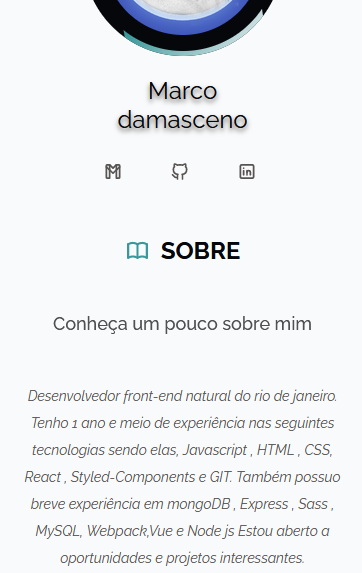 Marco
damasceno
SOBRE
Conheça um pouco sobre mim
Desenvolvedor front-end natural do rio de janeiro.
Tenho 1 ano e meio de experiência nas seguintes
tecnologias sendo elas, Javascript , HTML , CSS,
React , Styled-Components e GIT. Também possuo
breve experiência em mongoDB , Express , Sass ,
MySQL, Webpack,Vue e Node js Estou aberto a
oportunidades e projetos interessantes.